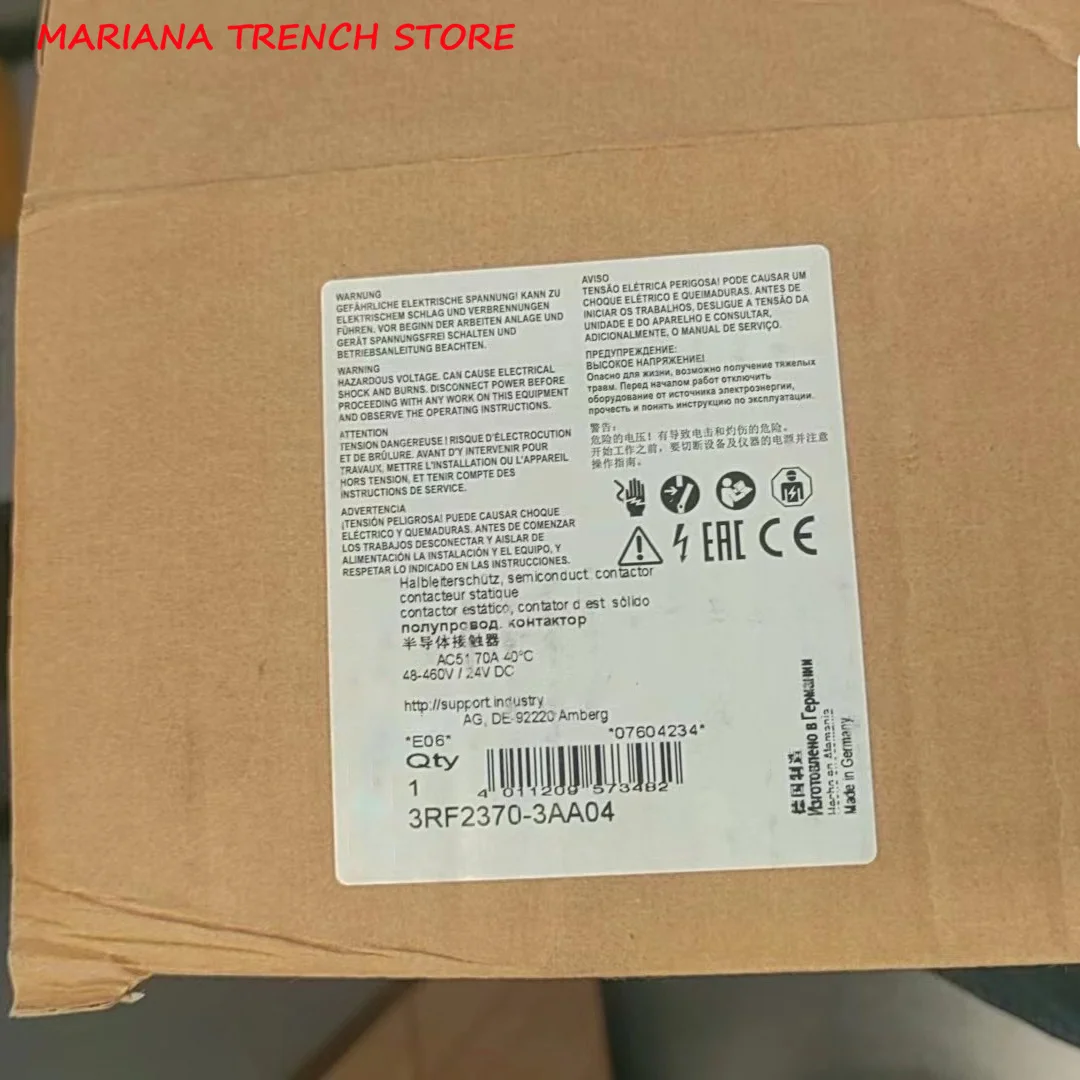 MARIANA TRENCH STORE
WARNUNG
GEFÄHRLICHE ELEKTRISCHE SPANNUNG! KANN ZU
ELEKTRISCHEM SCHLAG UND VERBRENNUNGEN
FÜHREN. VOR BEGINN DER ARBEITEN ANLAGE UND
GERÄT SPANNUNGSFREI SCHALTEN UND
BETRIEBSANLEITUNG BEACHTEN.
WARNING
HAZARDOUS VOLTAGE. CAN CAUSE ELECTRICAL
SHOCK AND BURNS. DISCONNECT POWER BEFORE
PROCEEDING WITH ANY WORK ON THIS EQUIPMENT
AND OBSERVE THE OPERATING INSTRUCTIONS.
ATTENTION
TENSION DANGEREUSE ! RISQUE D'ÉLECTROCUTION
ET DE BRÛLURE. AVANT D'Y INTERVENIR POUR
TRAVAUX, METTRE L'INSTALLATION OU L'APPAREIL
HORS TENSION, ET TENIR COMPTE DES
INSTRUCTIONS DE SERVICE.
ADVERTENCIA
¡TENSIÓN PELIGROSA! PUEDE CAUSAR CHOQUE
ELÉCTRICO Y QUEMADURAS. ANTES DE COMENZAR
LOS TRABAJOS DESCONECTAR Y AISLAR DE
ALIMENTACIÓN LA INSTALACIÓN Y EL EQUIPO, Y
RESPETAR LO INDICADO EN LAS INSTRUCCIONES.
AVISO
TENSÃO ELÉTRICA PERIGOSA! PODE CAUSAR UM
CHOQUE ELÉTRICO E QUEIMADURAS. ANTES DE
INICIAR OS TRABALHOS, DESLIGUE A TENSÃO DA
UNIDADE E DO APARELHO E CONSULTAR,
ADICIONALMENTE, O MANUAL DE SERVIÇO.
ПРЕДУПРЕЖДЕНИЕ:
ВЫСОКОЕ НАПРЯЖЕНИЕ!
Опасно для жизни, возможно получение тяжелых
травм. Перед началом работ отключить
оборудование от источника электроэнергии,
прочесть и понять инструкцию по эксплуатации.
警告:
危险的电压! 有导致电击和灼伤的危险。
开始工作之前, 要切断设备及仪器的电源并注意
操作指南。
EAC CE
Halbleiterschütz, semiconduct. contactor
contacteur statique
contactor estático, contator d est. sólido
полупровод. контактор
半导体接触器
AC51 70A 40°C
48-460V / 24V DC
http://support.industry
AG, DE-92220 Amberg
*E06* *07604234*
Qty
1
4 011209 573482
3RF2370-3AA04
德国制造
Изготовлено в Германии
Hecho en Alemania
Made in Germany